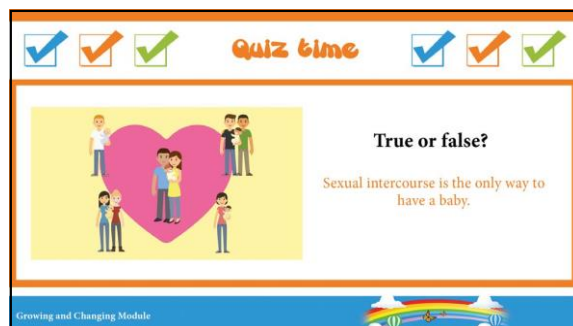 Quiz time
True or false?
Sexual intercourse is the only way to
have a baby.
Growing and Changing Module